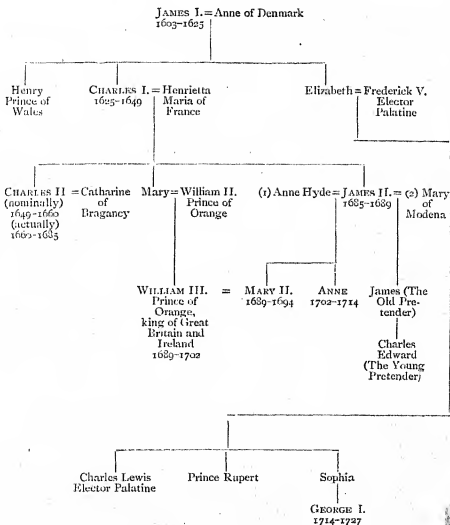 JAMES I. = Anne of Denmark
1603-1625
Henry
Prince of
Wales
CHARLES I. = Henrietta
1625-1649 Maria of
France
Elizabeth = Frederick V.
Elector
Palatine
CHARLES II = Catharine
(nominally) of
1649-1660 Bragancy
(actually)
1660-1685
Mary = William II.
Prince of
Orange
(1) Anne Hyde = JAMES II. = (2) Mary
1685-1689 of
Modena
WILLIAM III. = MARY II.
Prince of 1689-1694
Orange,
king of Great
Britain and
Ireland
1689-1702
ANNE
1702-1714
James (The
Old Pre-
tender)
Charles
Edward
(The Young
Pretender)
Charles Lewis
Elector Palatine
Prince Rupert
Sophia
GEORGE I.
1714-1727